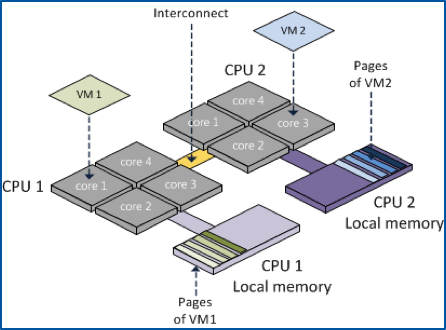 Interconnect
VM 2
CPU 2
VM 1
Pages
of VM2
core 4
core 1
core 3
core 2
core 4
CPU 1
core 1
core 3
core 2
CPU 2
Local memory
CPU 1
Local memory
Pages
of VM1